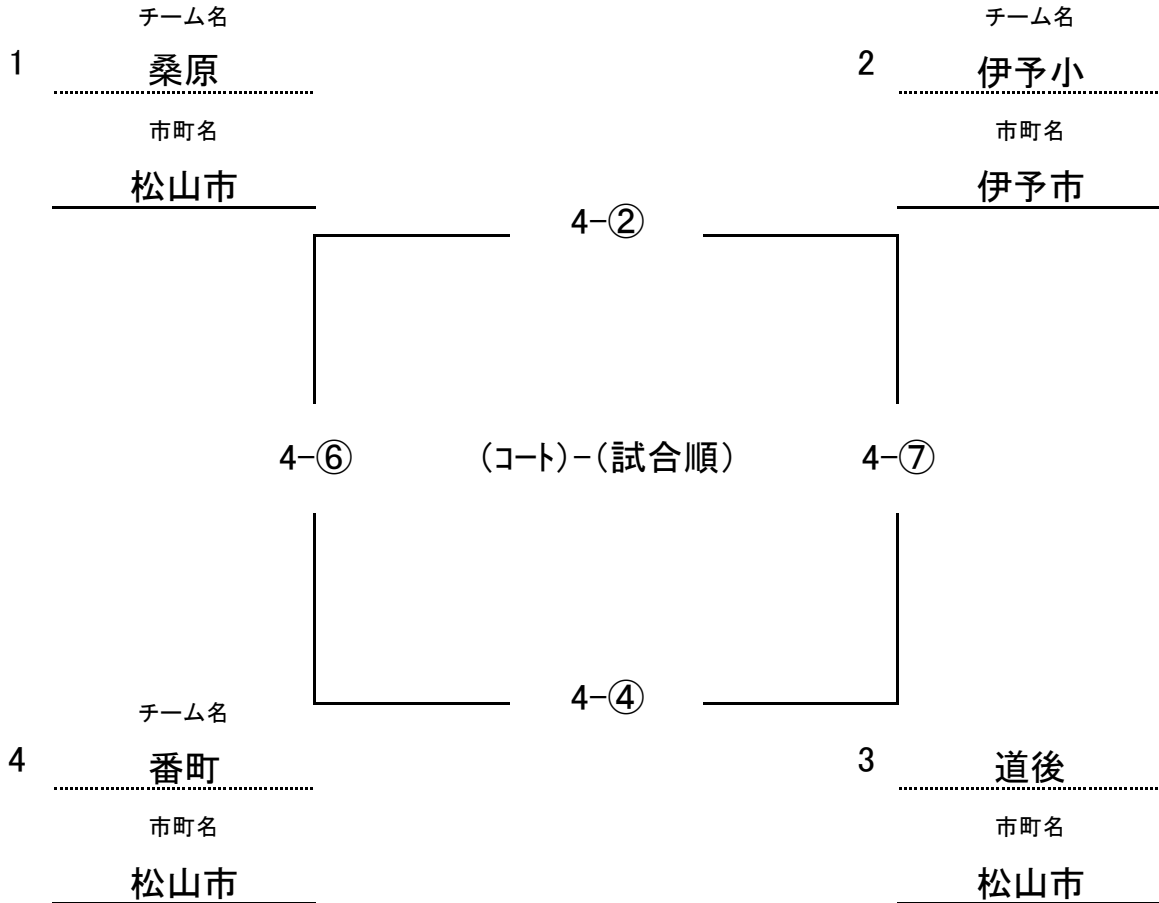 チーム名 チーム名
1 桑原 2 伊予小
市町名 市町名
松山市 伊予市
4-②
4-⑥ (コート)-(試合順) 4-⑦
4-④
チーム名
4 番町 3 道後
市町名 市町名
松山市 松山市